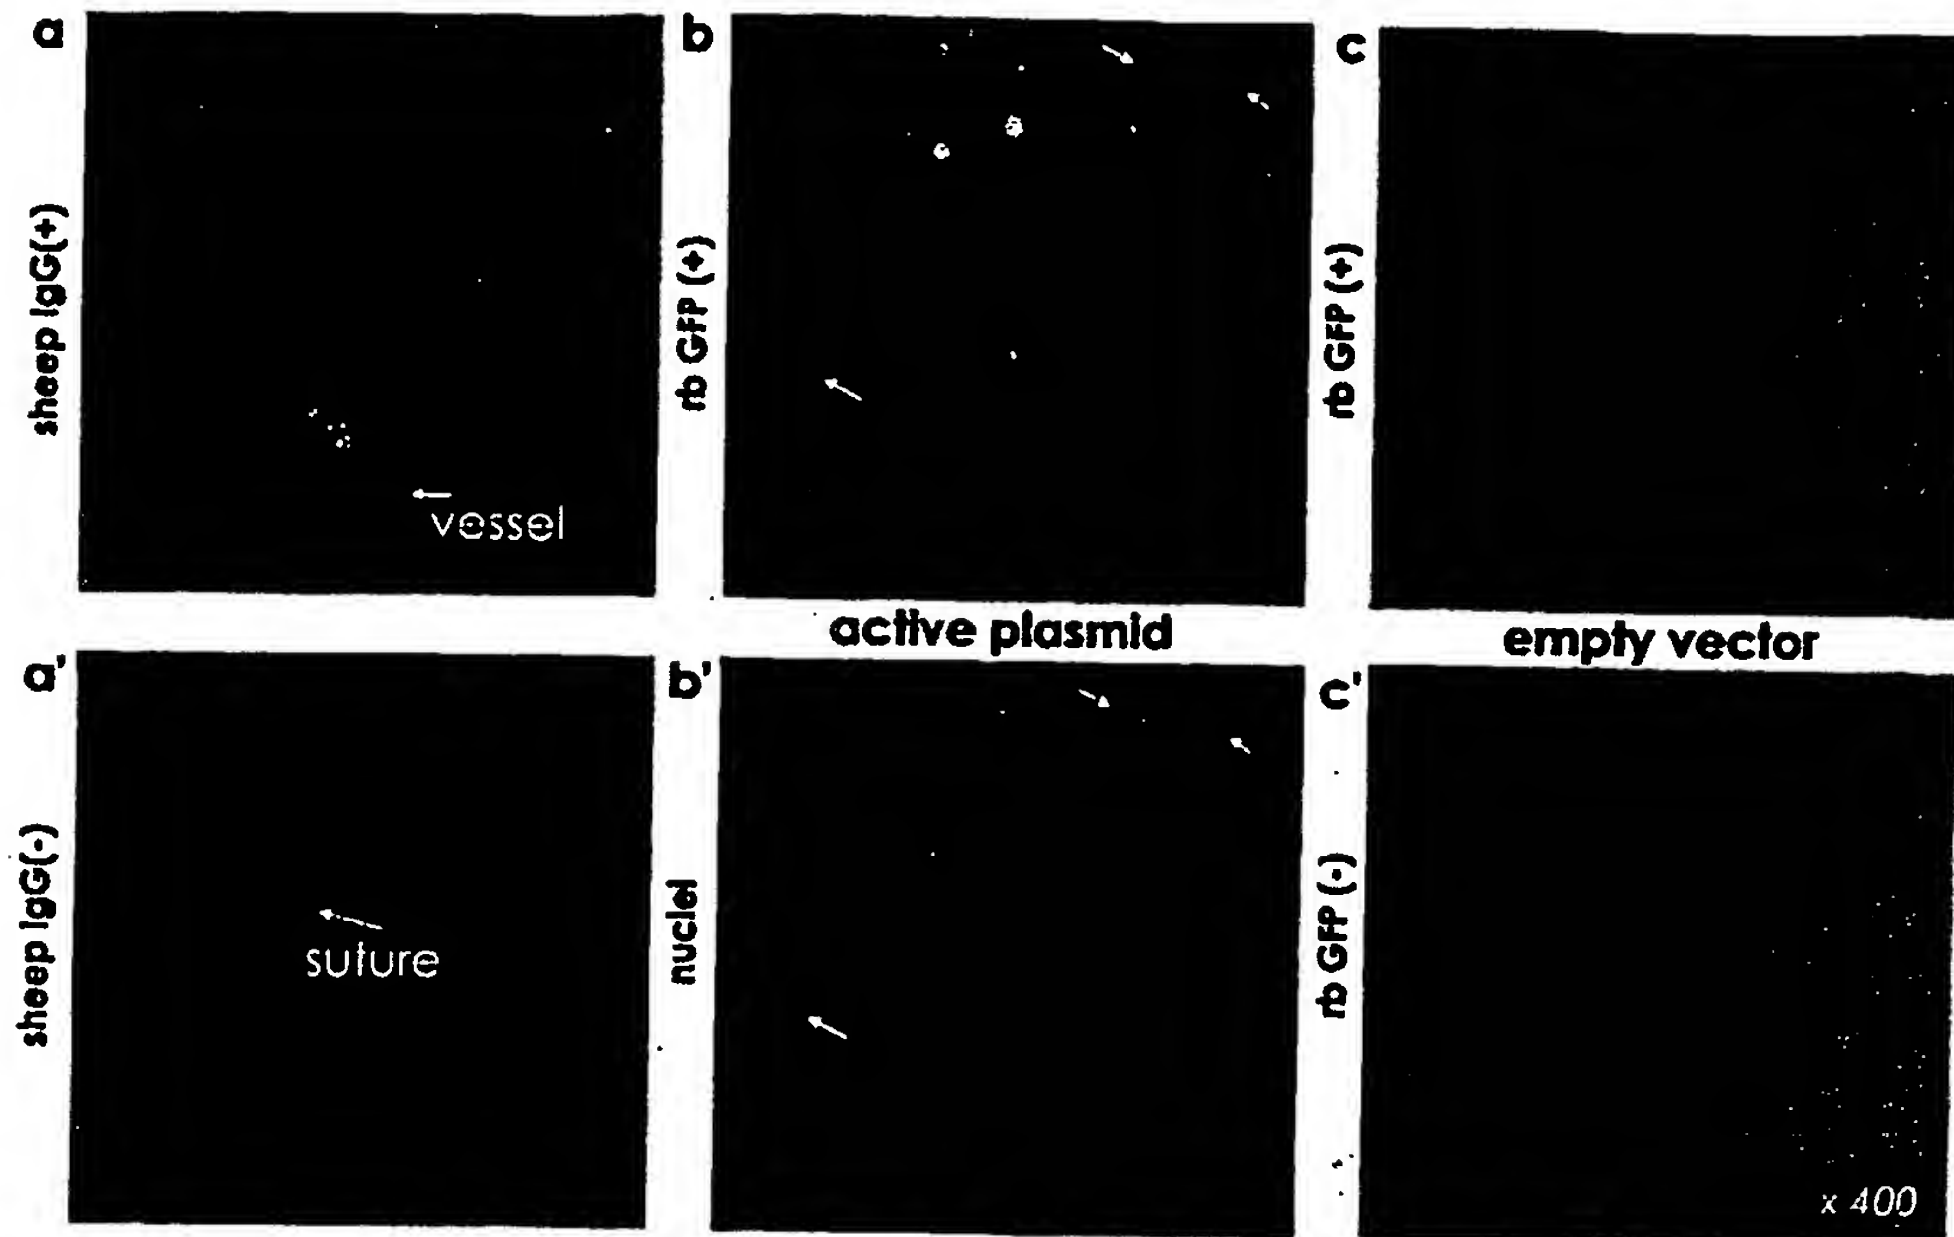 a
sheep IgG(+)
vessel
b
rb GFP (+)
c
rb GFP (+)
active plasmid
empty vector
a'
sheep IgG(-)
suture
b'
nuclei
c'
rb GFP (-)
x 400